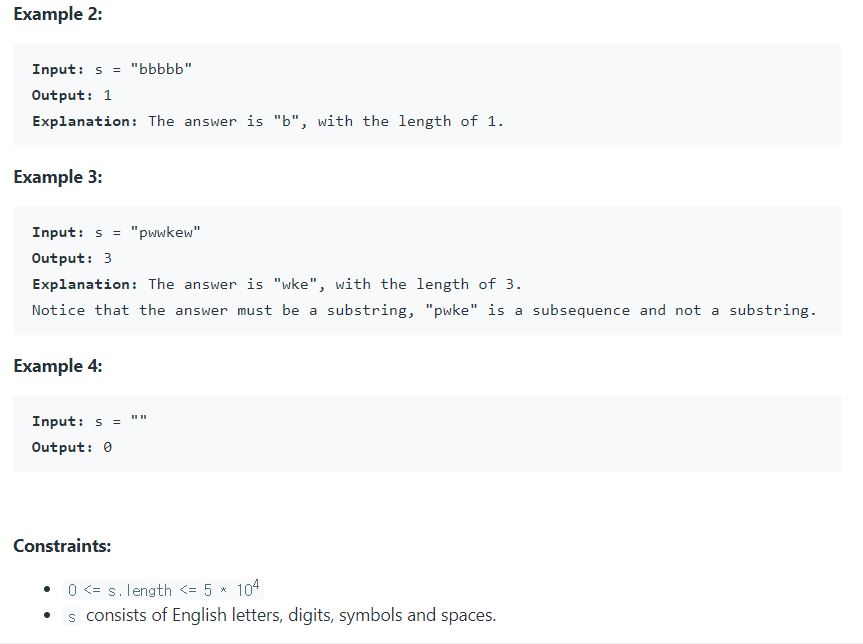 Example 2:
Input: s = "bbbbb"
Output: 1
Explanation: The answer is "b", with the length of 1.
Example 3:
Input: s = "pwwkew"
Output: 3
Explanation: The answer is "wke", with the length of 3.
Notice that the answer must be a substring, "pwke" is a subsequence and not a substring.
Example 4:
Input: s = ""
Output: 0
Constraints:
• 0 <= s.length <= 5 * 10⁴
• s consists of English letters, digits, symbols and spaces.